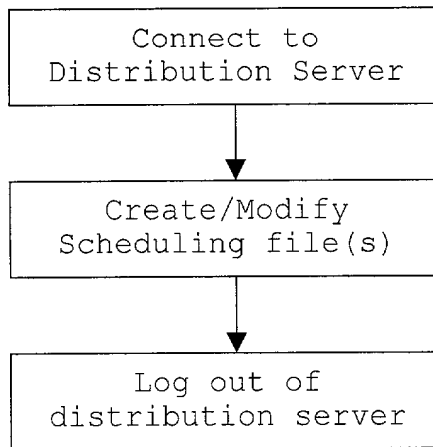 Connect to
Distribution Server
Create/Modify
Scheduling file(s)
Log out of
distribution server